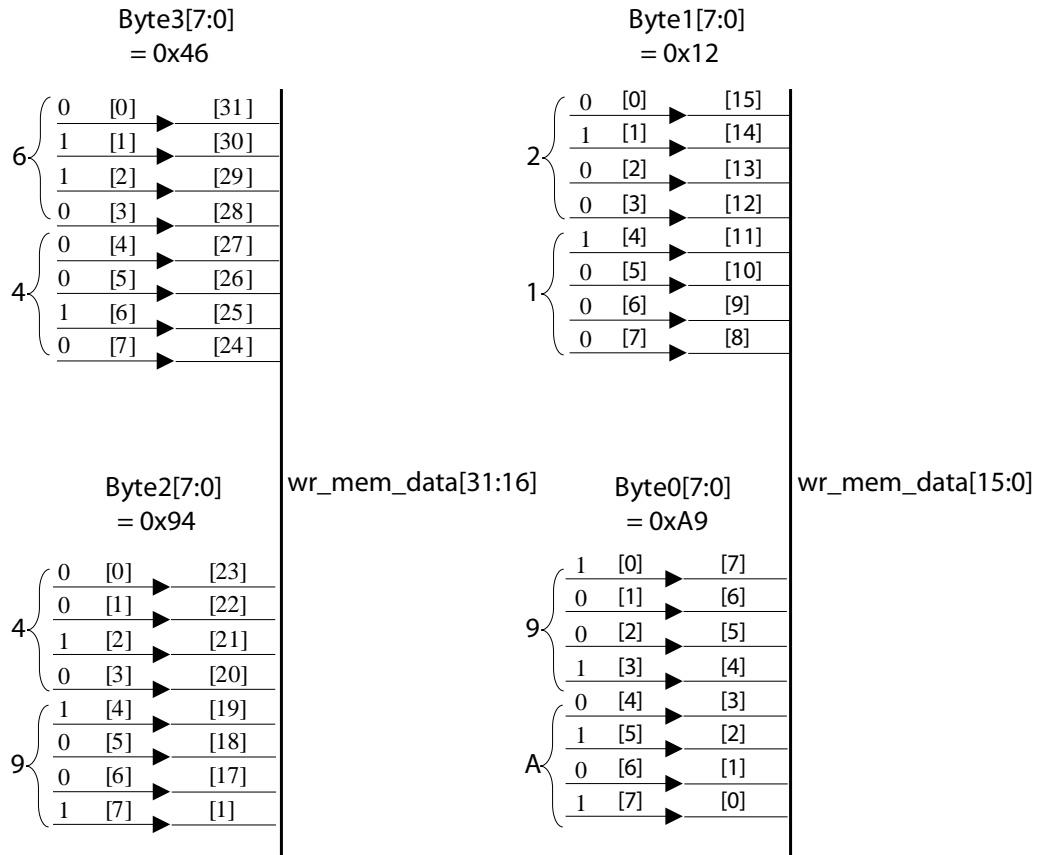 Byte3[7:0]
= 0x46
0 [0] [31]
1 [1] [30]
6
1 [2] [29]
0 [3] [28]
0 [4] [27]
0 [5] [26]
4
1 [6] [25]
0 [7] [24]
Byte2[7:0]
= 0x94
0 [0] [23]
0 [1] [22]
4
1 [2] [21]
0 [3] [20]
1 [4] [19]
0 [5] [18]
9
0 [6] [17]
1 [7] [1]
wr_mem_data[31:16]
Byte1[7:0]
= 0x12
0 [0] [15]
1 [1] [14]
2
0 [2] [13]
0 [3] [12]
1 [4] [11]
0 [5] [10]
1
0 [6] [9]
0 [7] [8]
Byte0[7:0]
= 0xA9
1 [0] [7]
0 [1] [6]
9
0 [2] [5]
1 [3] [4]
0 [4] [3]
1 [5] [2]
A
0 [6] [1]
1 [7] [0]
wr_mem_data[15:0]